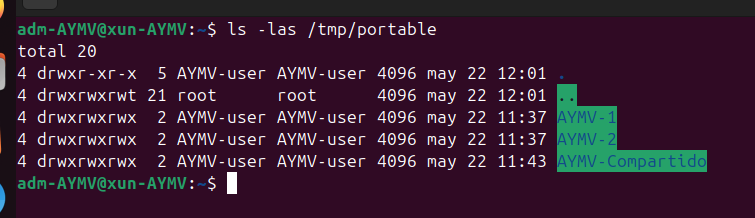 adm-AYMV@xun-AYMV:~$ ls -las /tmp/portable
total 20
4 drwxr-xr-x  5 AYMV-user AYMV-user 4096 may 22 12:01 .
4 drwxrwxrwt 21 root      root      4096 may 22 12:01 ..
4 drwxrwxrwx  2 AYMV-user AYMV-user 4096 may 22 11:37 AYMV-1
4 drwxrwxrwx  2 AYMV-user AYMV-user 4096 may 22 11:37 AYMV-2
4 drwxrwxrwx  2 AYMV-user AYMV-user 4096 may 22 11:43 AYMV-Compartido
adm-AYMV@xun-AYMV:~$